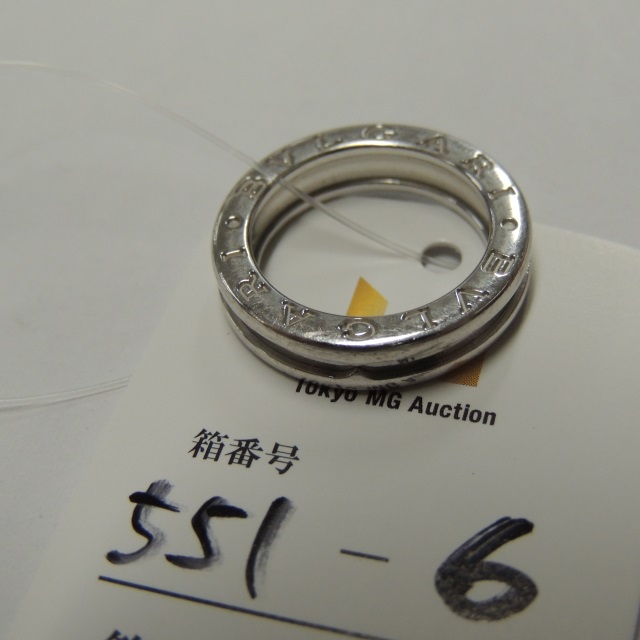 BVLGARI BVLGARI
Tokyo MG Auction
箱番号
551-6